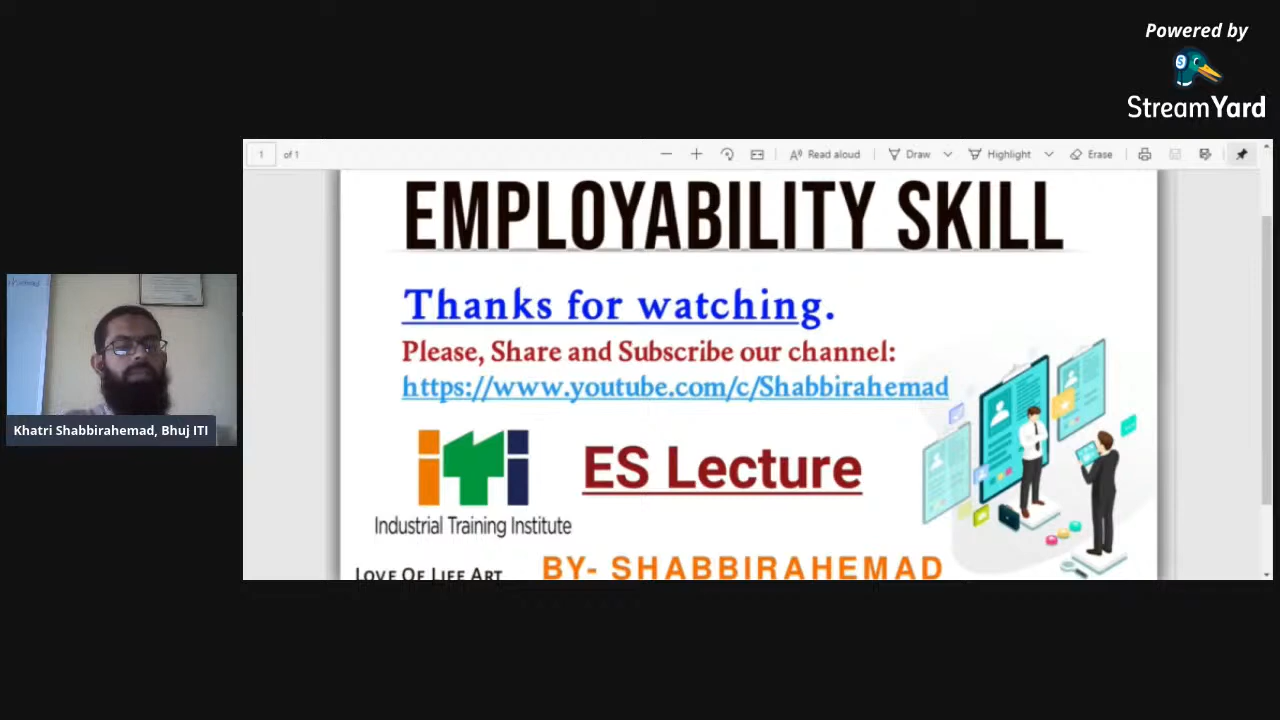 Powered by
StreamYard
1 of 1
Read aloud
Draw
Highlight
Erase
EMPLOYABILITY SKILL
Thanks for watching.
Please, Share and Subscribe our channel:
https://www.youtube.com/c/Shabbirahemad
iTi
ES Lecture
Industrial Training Institute
LOVE OF LIFE ART
BY- SHABBIRAHEMAD
Khatri Shabbirahemad, Bhuj ITI